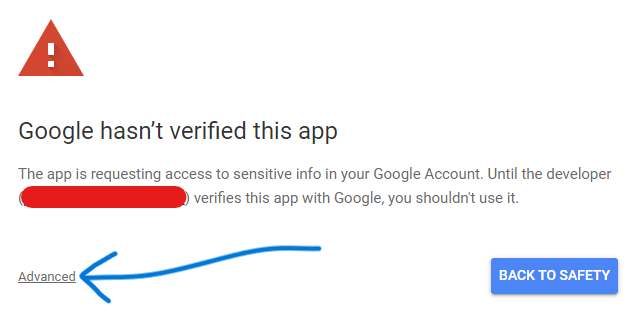 Google hasn’t verified this app
The app is requesting access to sensitive info in your Google Account. Until the developer
( ) verifies this app with Google, you shouldn't use it.
Advanced
BACK TO SAFETY